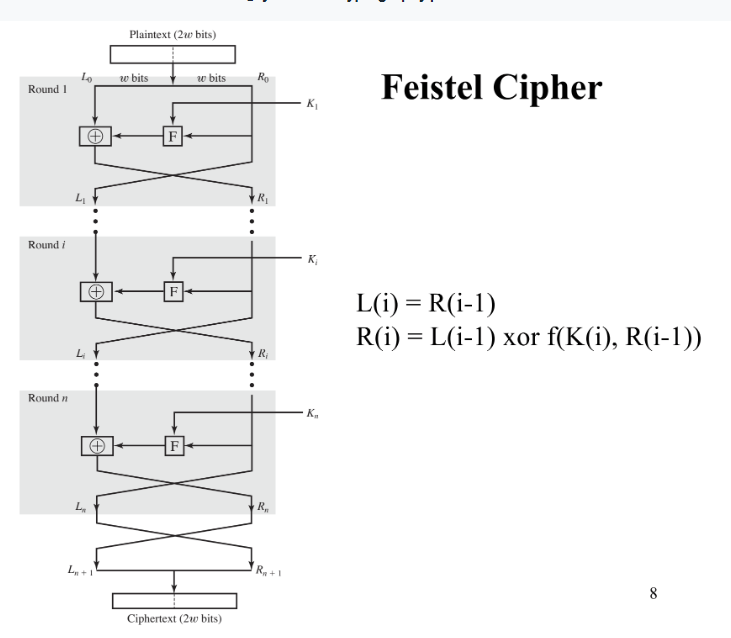 Plaintext (2w bits)
L0 w bits w bits R0
Round 1
K1
F
L1 R1
Round i
Ki
F
Li Ri
Round n
Kn
F
Ln Rn
Ln + 1 Rn + 1
Ciphertext (2w bits)
Feistel Cipher
L(i) = R(i-1)
R(i) = L(i-1) xor f(K(i), R(i-1))
8